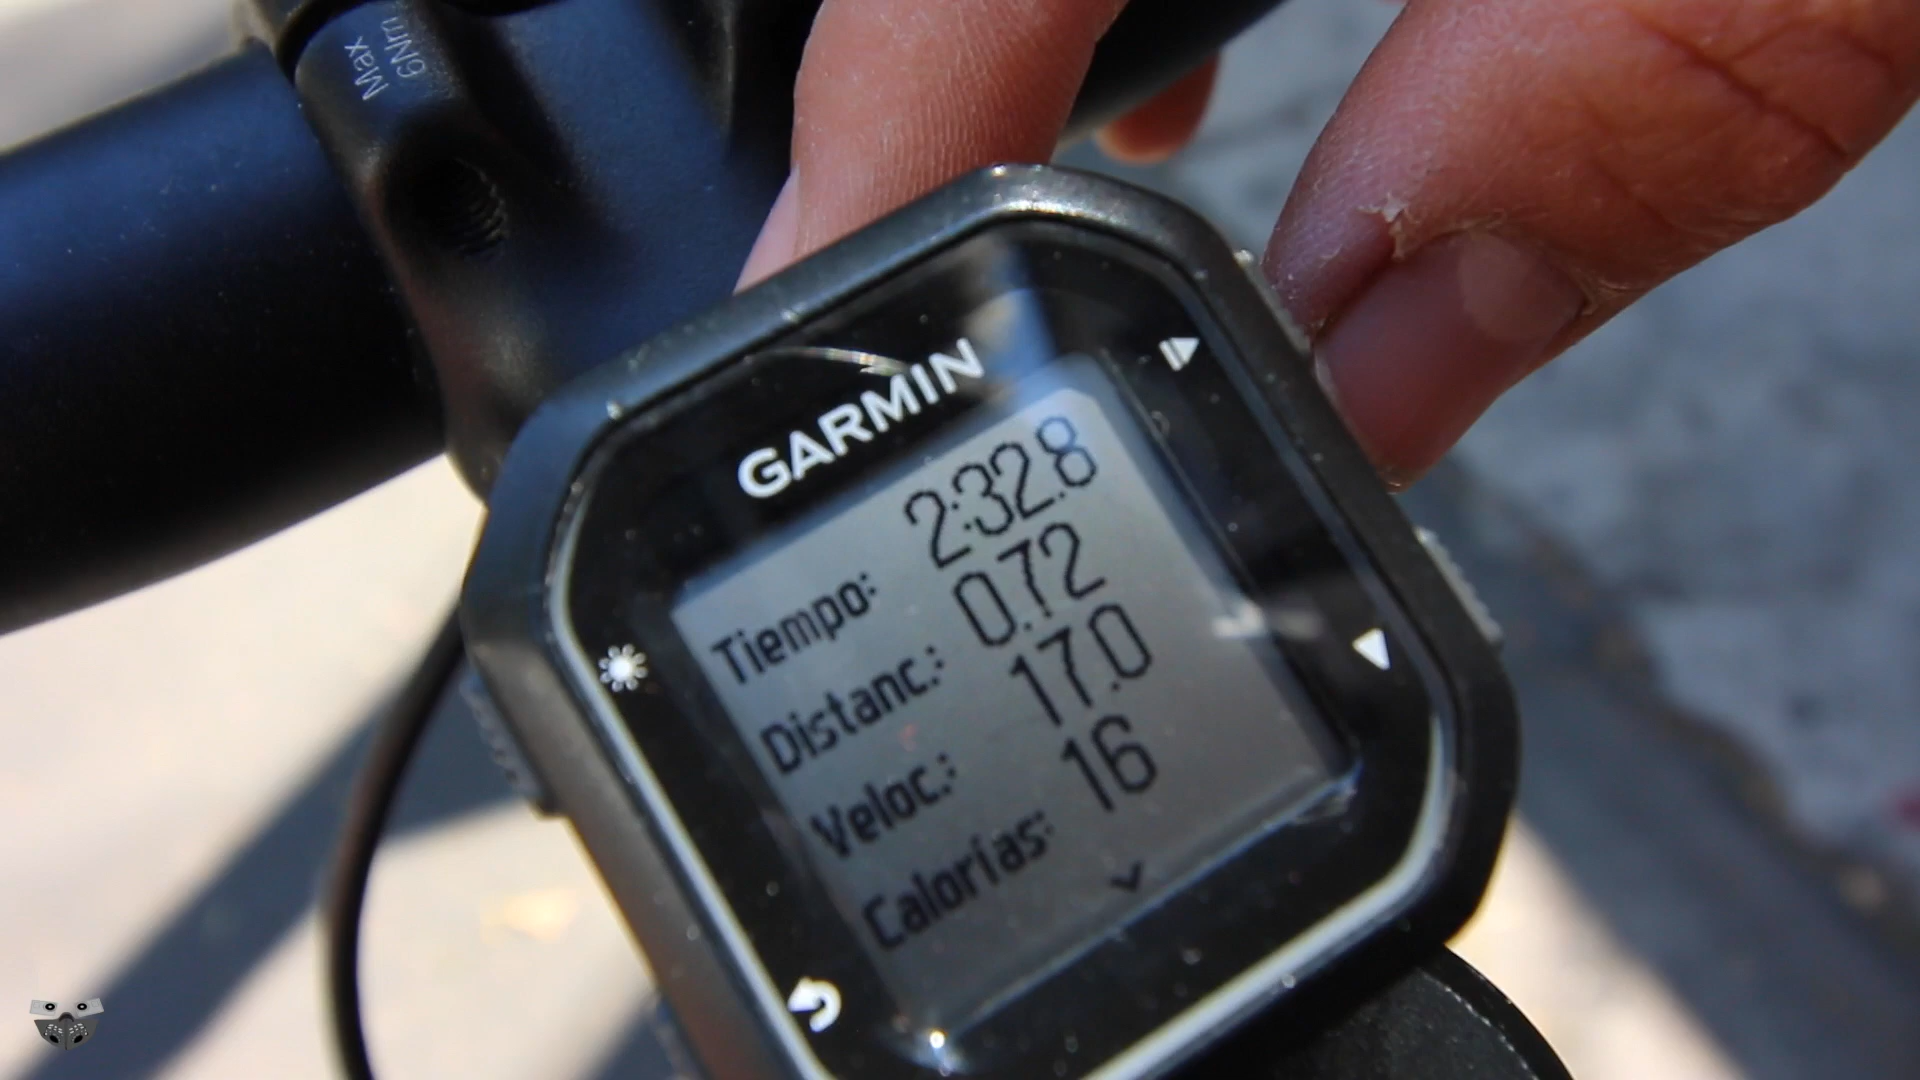 Max
6Nm
GARMIN
Tiempo: 2:32.8
Distanc.: 0.72
Veloc.: 17.0
Calorías: 16